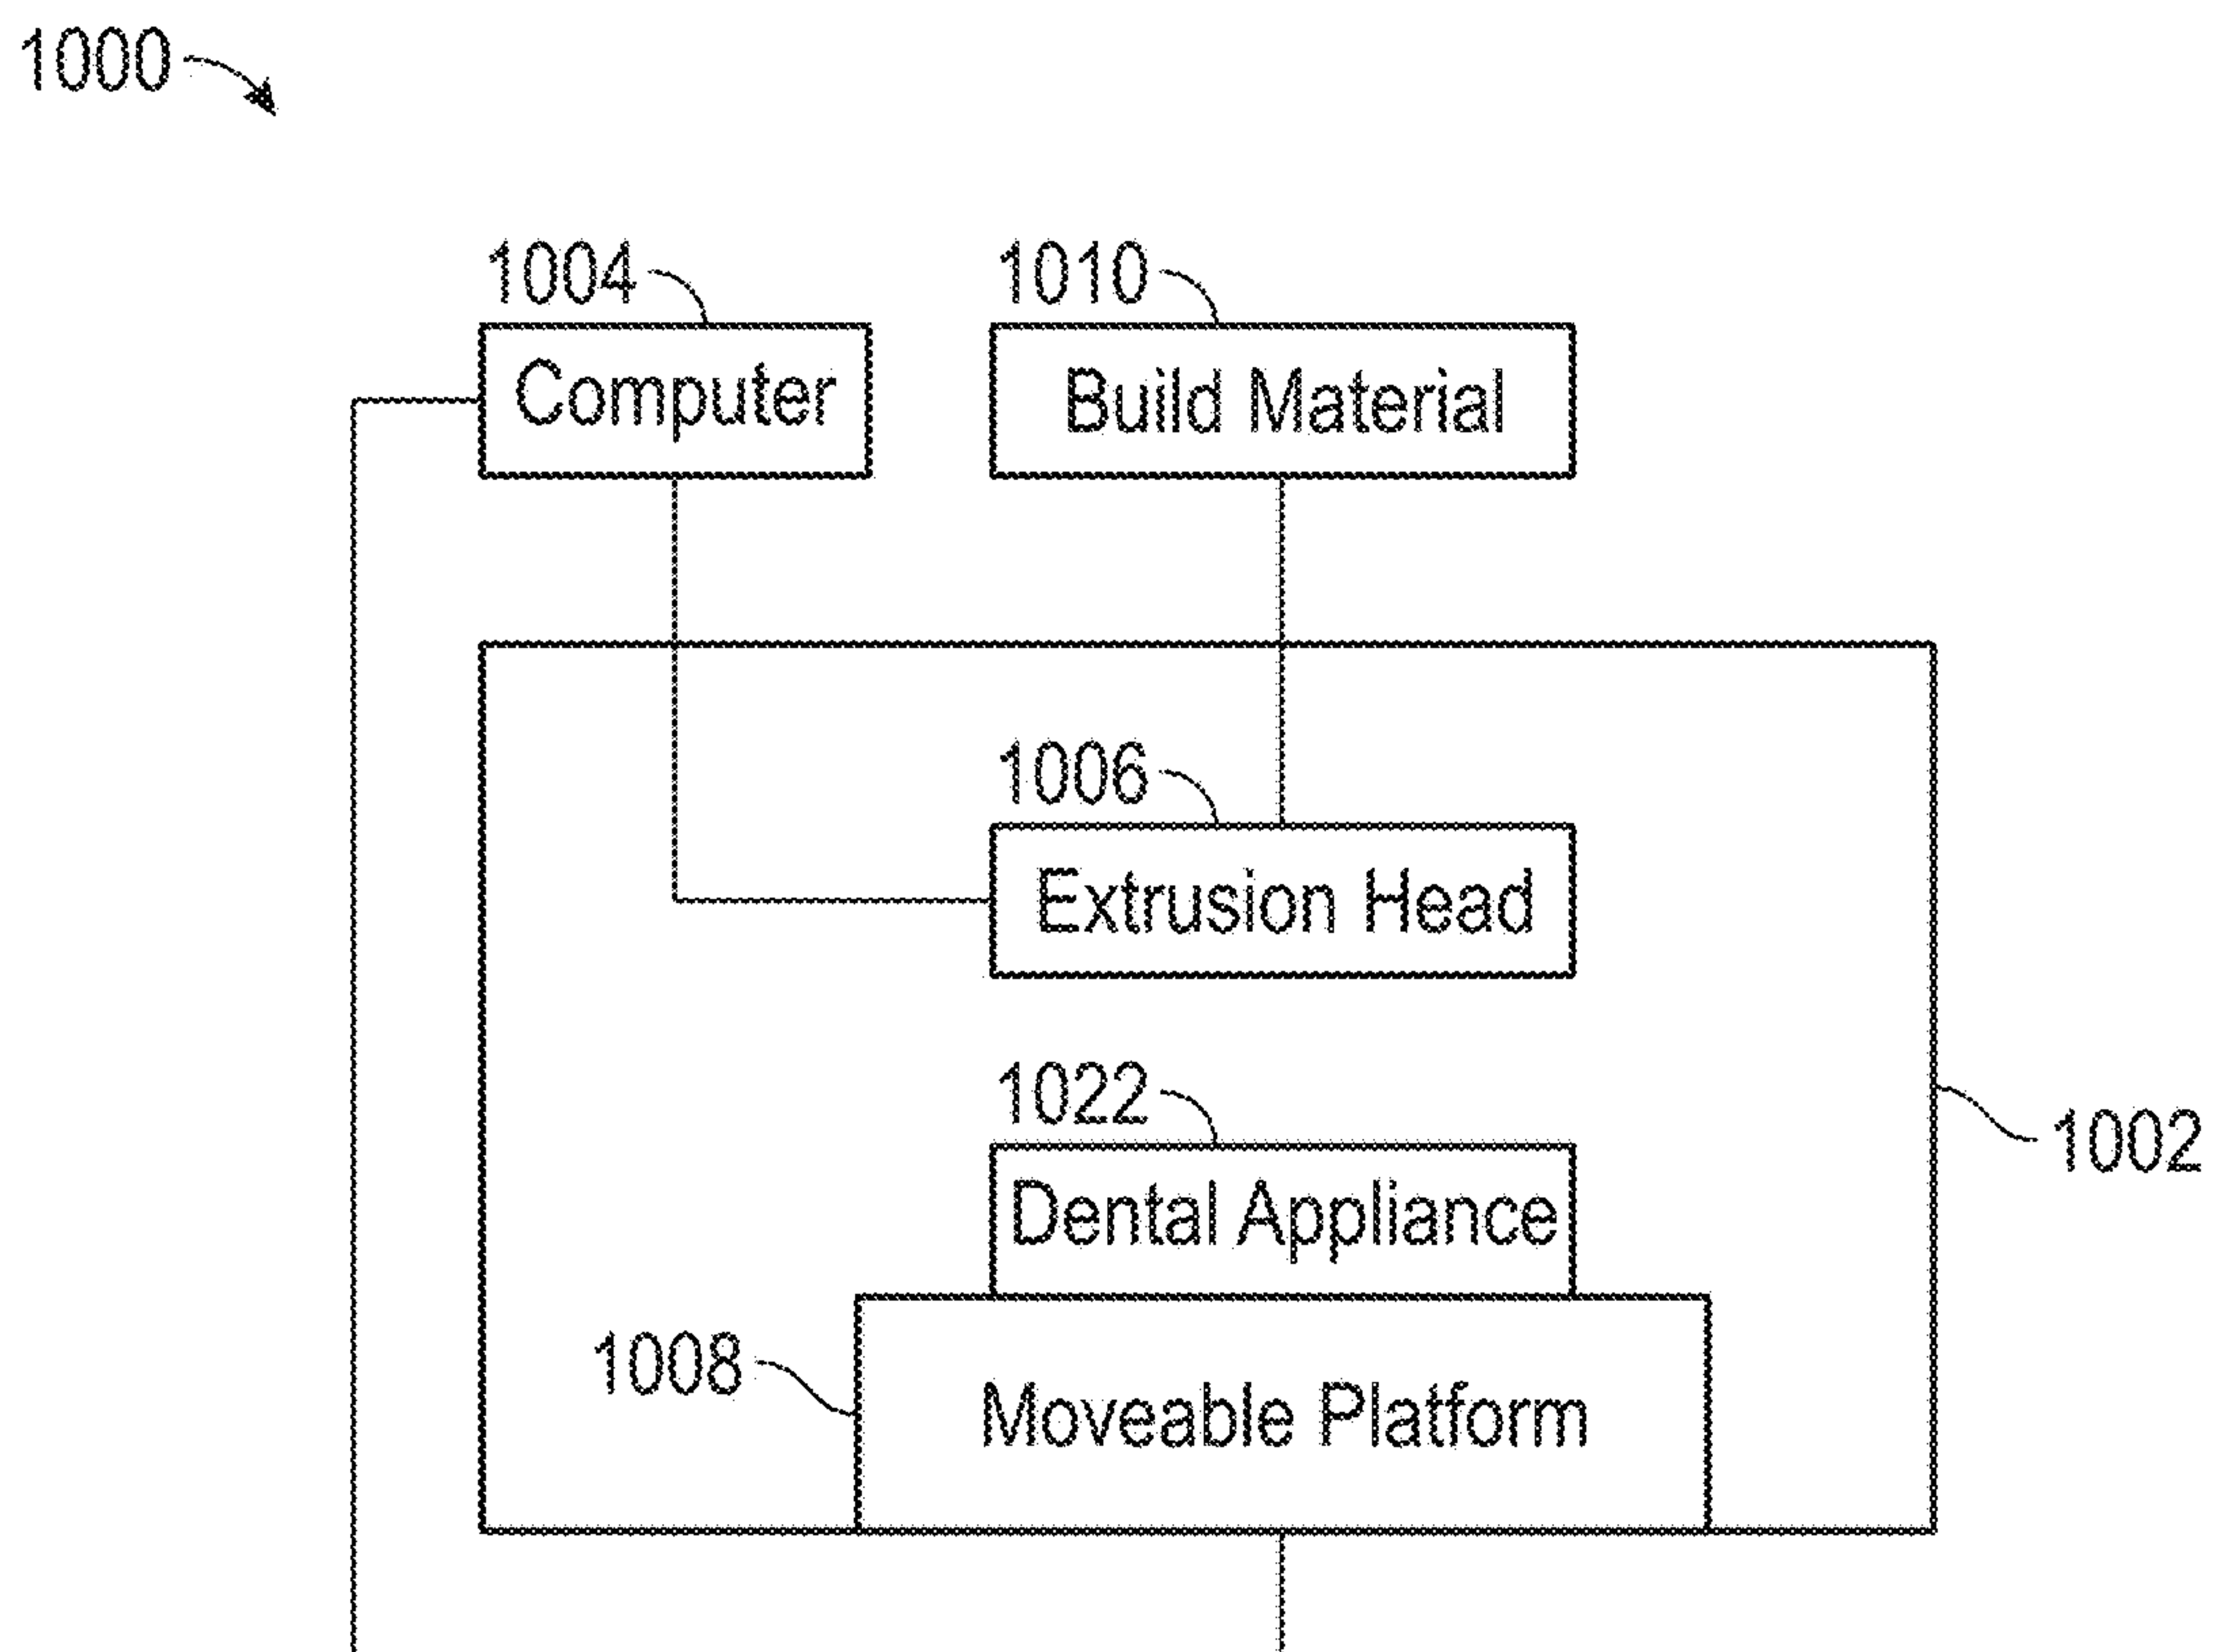 1000
1004
1010
Computer
Build Material
1006
Extrusion Head
1022
Dental Appliance
1002
1008
Moveable Platform